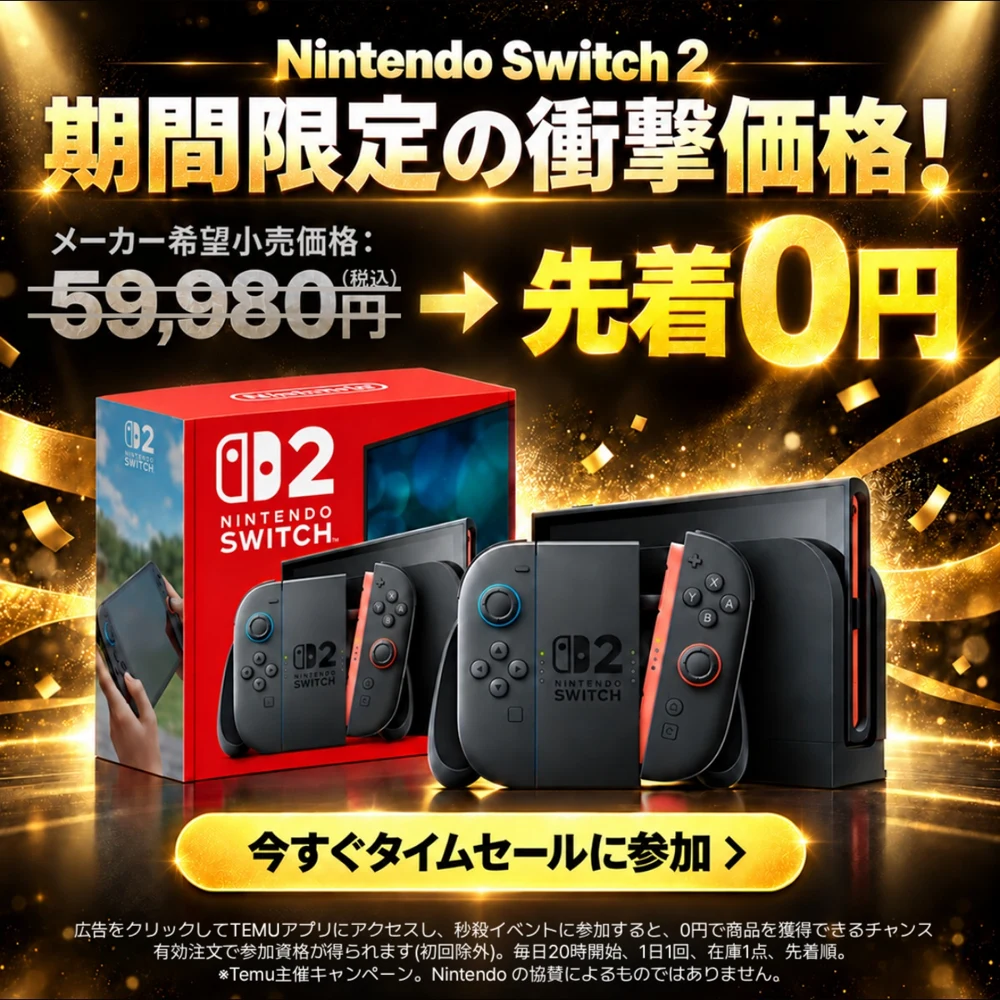 Nintendo Switch 2
期間限定の衝撃価格!
メーカー希望小売価格:
59,980円(税込)
→ 先着0円
Nintendo
2
NINTENDO
SWITCH
2
NINTENDO
SWITCH™
2
NINTENDO
SWITCH
A
B
X
Y
A
B
2
NINTENDO
SWITCH
今すぐタイムセールに参加 >
広告をクリックしてTEMUアプリにアクセスし、秒殺イベントに参加すると、0円で商品を獲得できるチャンス
有効注文で参加資格が得られます(初回除外)。毎日20時開始、1日1回、在庫1点、先着順。
※Temu主催キャンペーン。Nintendo の協賛によるものではありません。